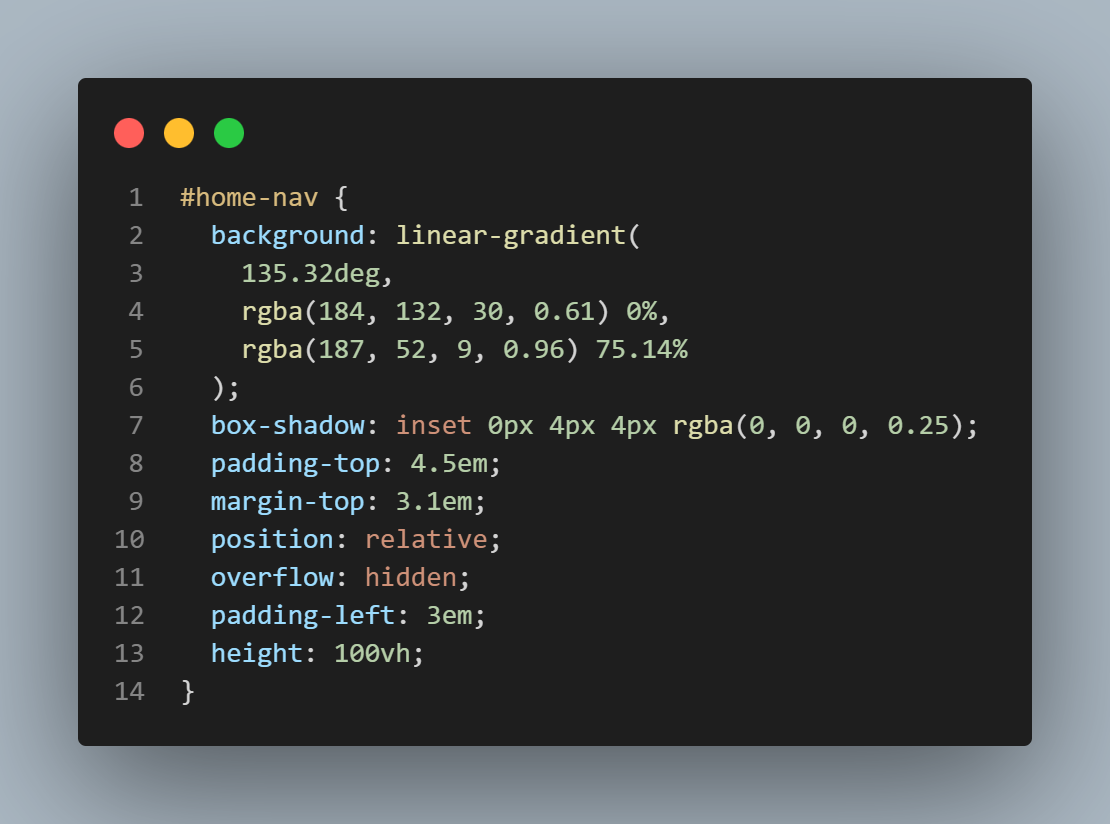 1 #home-nav {
2 background: linear-gradient(
3 135.32deg,
4 rgba(184, 132, 30, 0.61) 0%,
5 rgba(187, 52, 9, 0.96) 75.14%
6 );
7 box-shadow: inset 0px 4px 4px rgba(0, 0, 0, 0.25);
8 padding-top: 4.5em;
9 margin-top: 3.1em;
10 position: relative;
11 overflow: hidden;
12 padding-left: 3em;
13 height: 100vh;
14 }